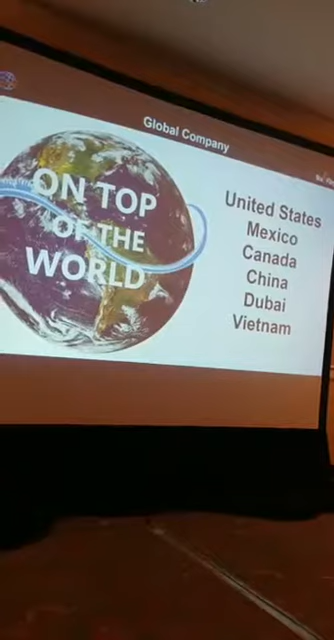 Global Company
ON TOP
OF THE
WORLD
United States
Mexico
Canada
China
Dubai
Vietnam